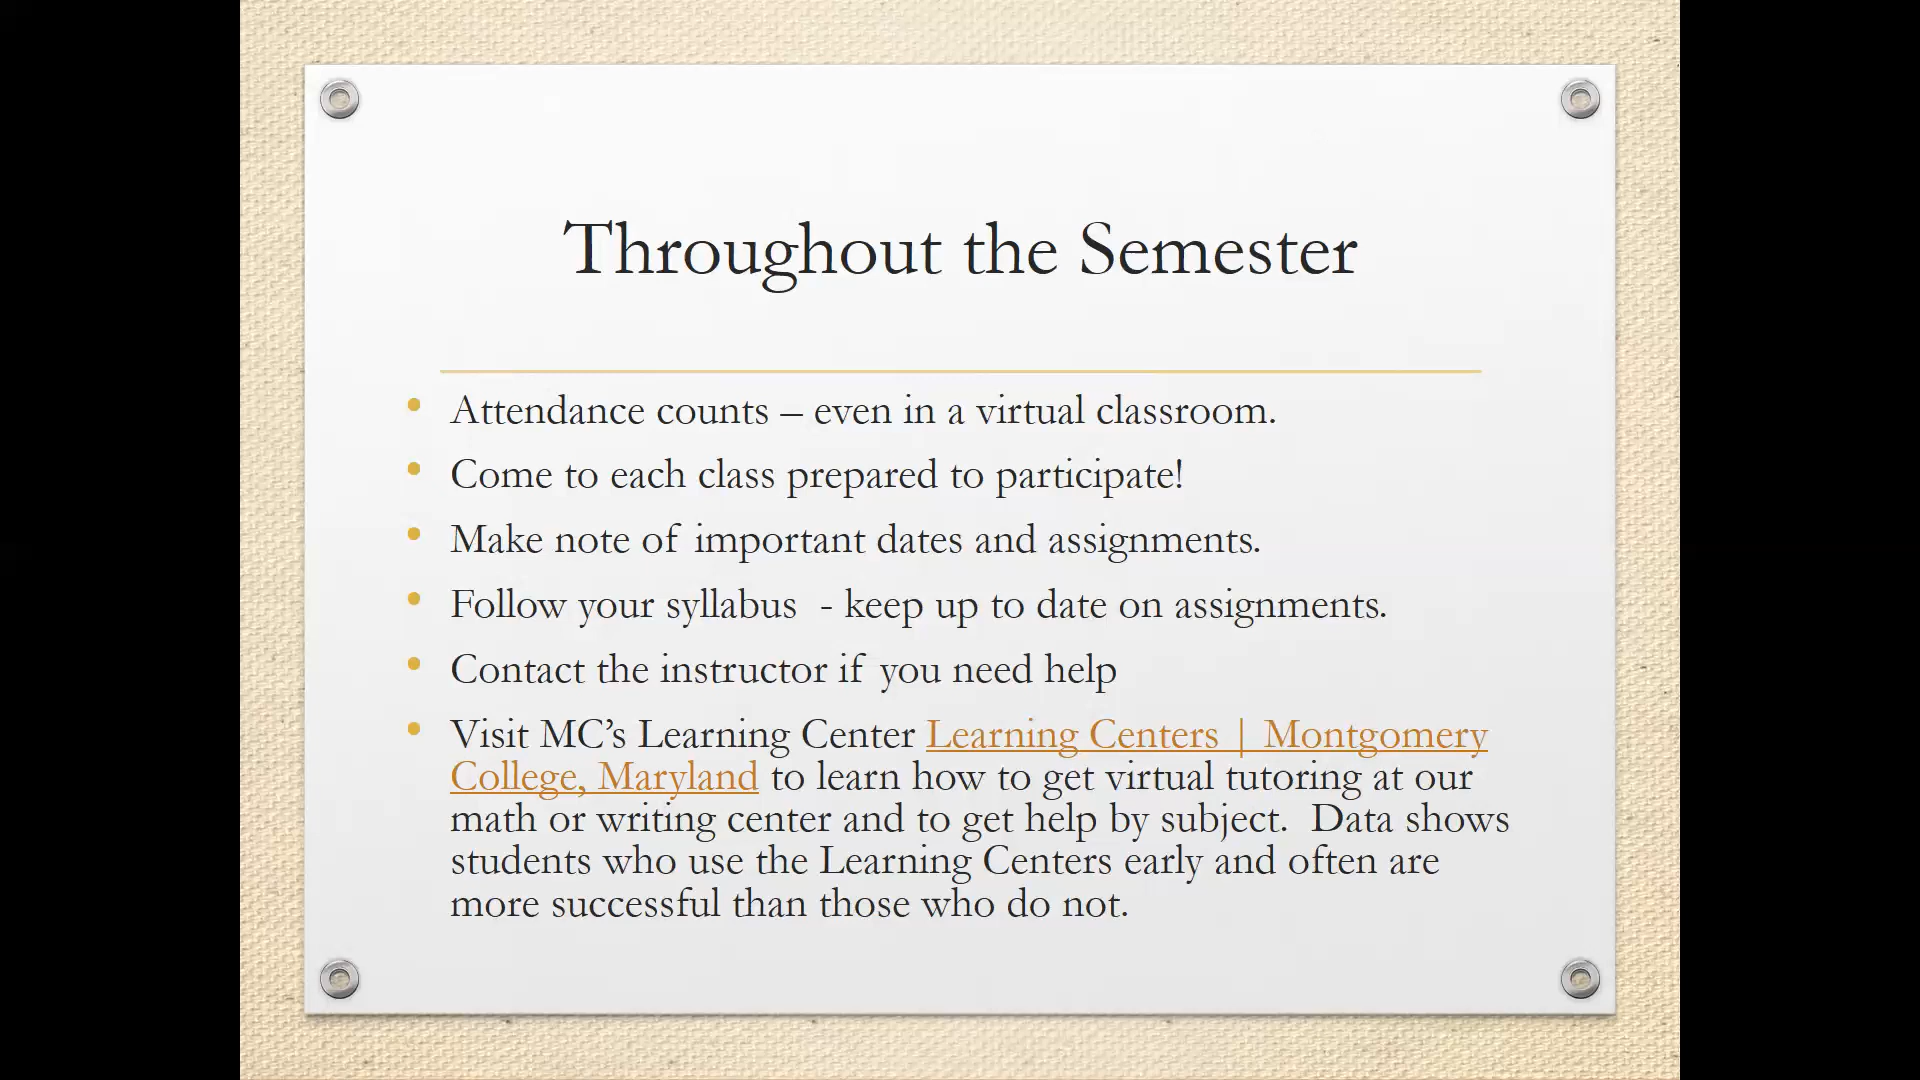 Throughout the Semester
• Attendance counts – even in a virtual classroom.
• Come to each class prepared to participate!
• Make note of important dates and assignments.
• Follow your syllabus  - keep up to date on assignments.
• Contact the instructor if you need help
• Visit MC’s Learning Center Learning Centers | Montgomery
College, Maryland to learn how to get virtual tutoring at our
math or writing center and to get help by subject.  Data shows
students who use the Learning Centers early and often are
more successful than those who do not.